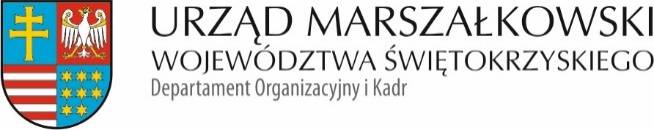 URZĄD MARSZAŁKOWSKI
WOJEWÓDZTWA ŚWIĘTOKRZYSKIEGO
Departament Organizacyjny i Kadr